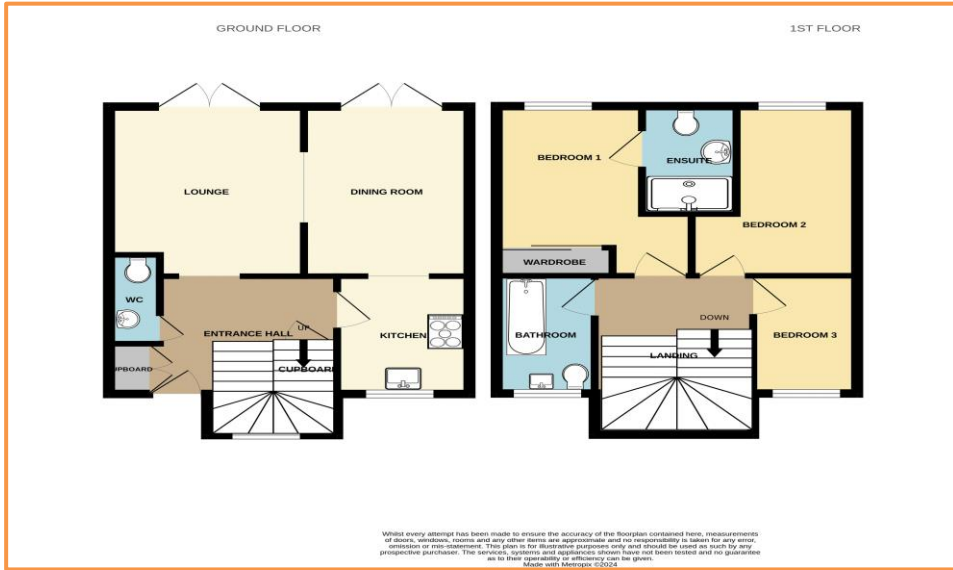 GROUND FLOOR
1ST FLOOR
LOUNGE
DINING ROOM
WC
ENTRANCE HALL
UP
KITCHEN
UPBOARD
CUPBOARD
BEDROOM 1
ENSUITE
BEDROOM 2
WARDROBE
BATHROOM
DOWN
LANDING
BEDROOM 3
Whilst every attempt has been made to ensure the accuracy of the floorplan contained here, measurements
of doors, windows, rooms and any other items are approximate and no responsibility is taken for any error,
omission or mis-statement. This plan is for illustrative purposes only and should be used as such by any
prospective purchaser. The services, systems and appliances shown have not been tested and no guarantee
as to their operability or efficiency can be given.
Made with Metropix ©2024